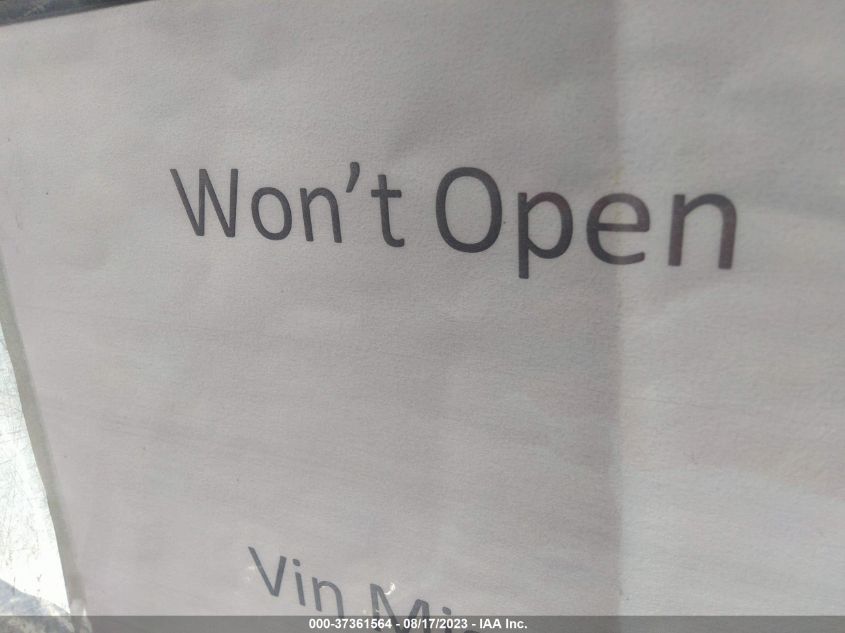 Won't Open
Vin
000-37361564 - 08/17/2023 - IAA Inc.